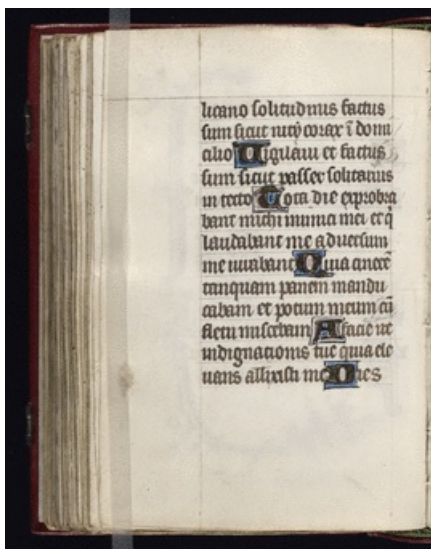 licano solitudinis factus
sum sicut nicticorax ī domi
cilio Vigilaui et factus
sum sicut passer solitarius
in tecto Tota die exprobra
bant michi inimici mei et q̄
laudabant me aduersum
me iurabant Quia cinerē
tanquam panem mandu
cabam et potum meum cū
fletu miscebam A facie ire
indignationis tue quia ele
uans allisisti me Dies